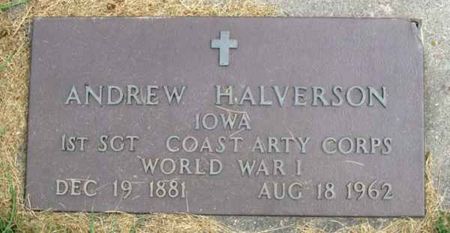 ANDREW HALVERSON
IOWA
1ST SGT COAST ARTY CORPS
WORLD WAR I
DEC 19 1881 AUG 18 1962